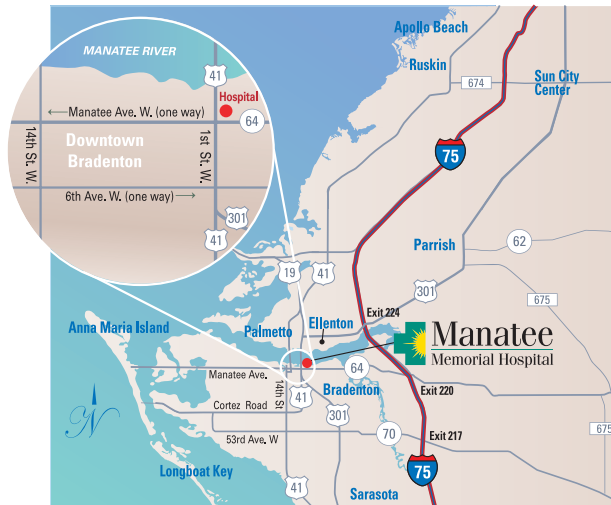 MANATEE RIVER
41
Hospital
←Manatee Ave. W. (one way)
64
14th St. W.
Downtown
Bradenton
1st St. W.
6th Ave. W. (one way)→
301
41
Apollo Beach
Ruskin
674
Sun City
Center
75
Parrish
62
19
41
301
675
Exit 224
Anna Maria Island
Palmetto
Ellenton
Manatee
Memorial Hospital
Manatee Ave.
14th St.
64
Exit 220
41
Bradenton
Cortez Road
301
N
53rd Ave. W
70
Exit 217
675
Longboat Key
75
41
Sarasota